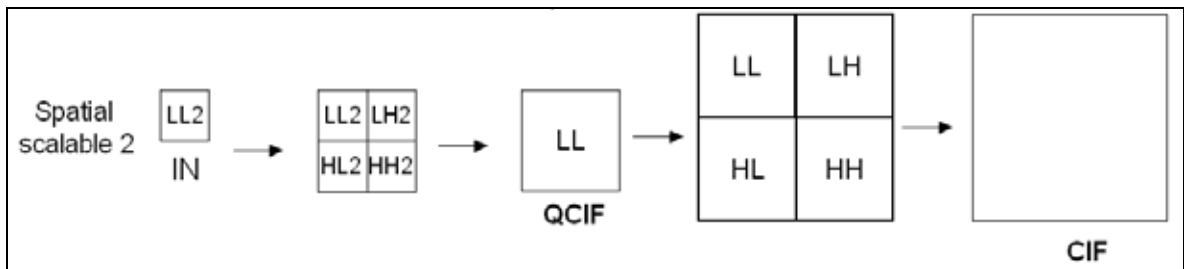 Spatial
scalable 2
LL2
IN
LL2 LH2
HL2 HH2
LL
QCIF
LL LH
HL HH
CIF